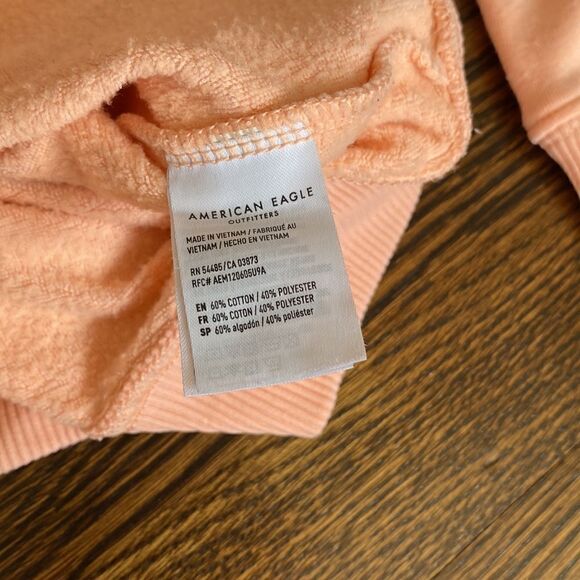 AMERICAN EAGLE
OUTFITTERS
MADE IN VIETNAM / FABRIQUÉ AU
VIETNAM / HECHO EN VIETNAM
RN 54485/CA 03873
RFC# AEM120605U9A
EN 60% COTTON / 40% POLYESTER
FR 60% COTON / 40% POLYESTER
SP 60% algodón / 40% poliéster